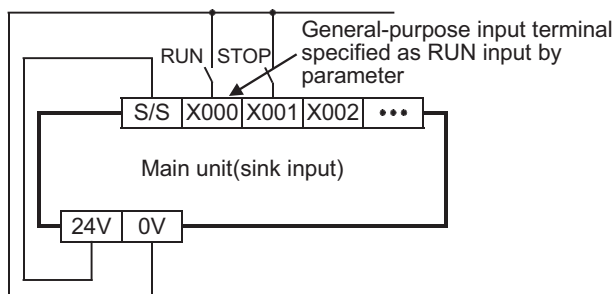 General-purpose input terminal
specified as RUN input by
parameter
RUN STOP
S/S X000 X001 X002 •••
Main unit(sink input)
24V 0V